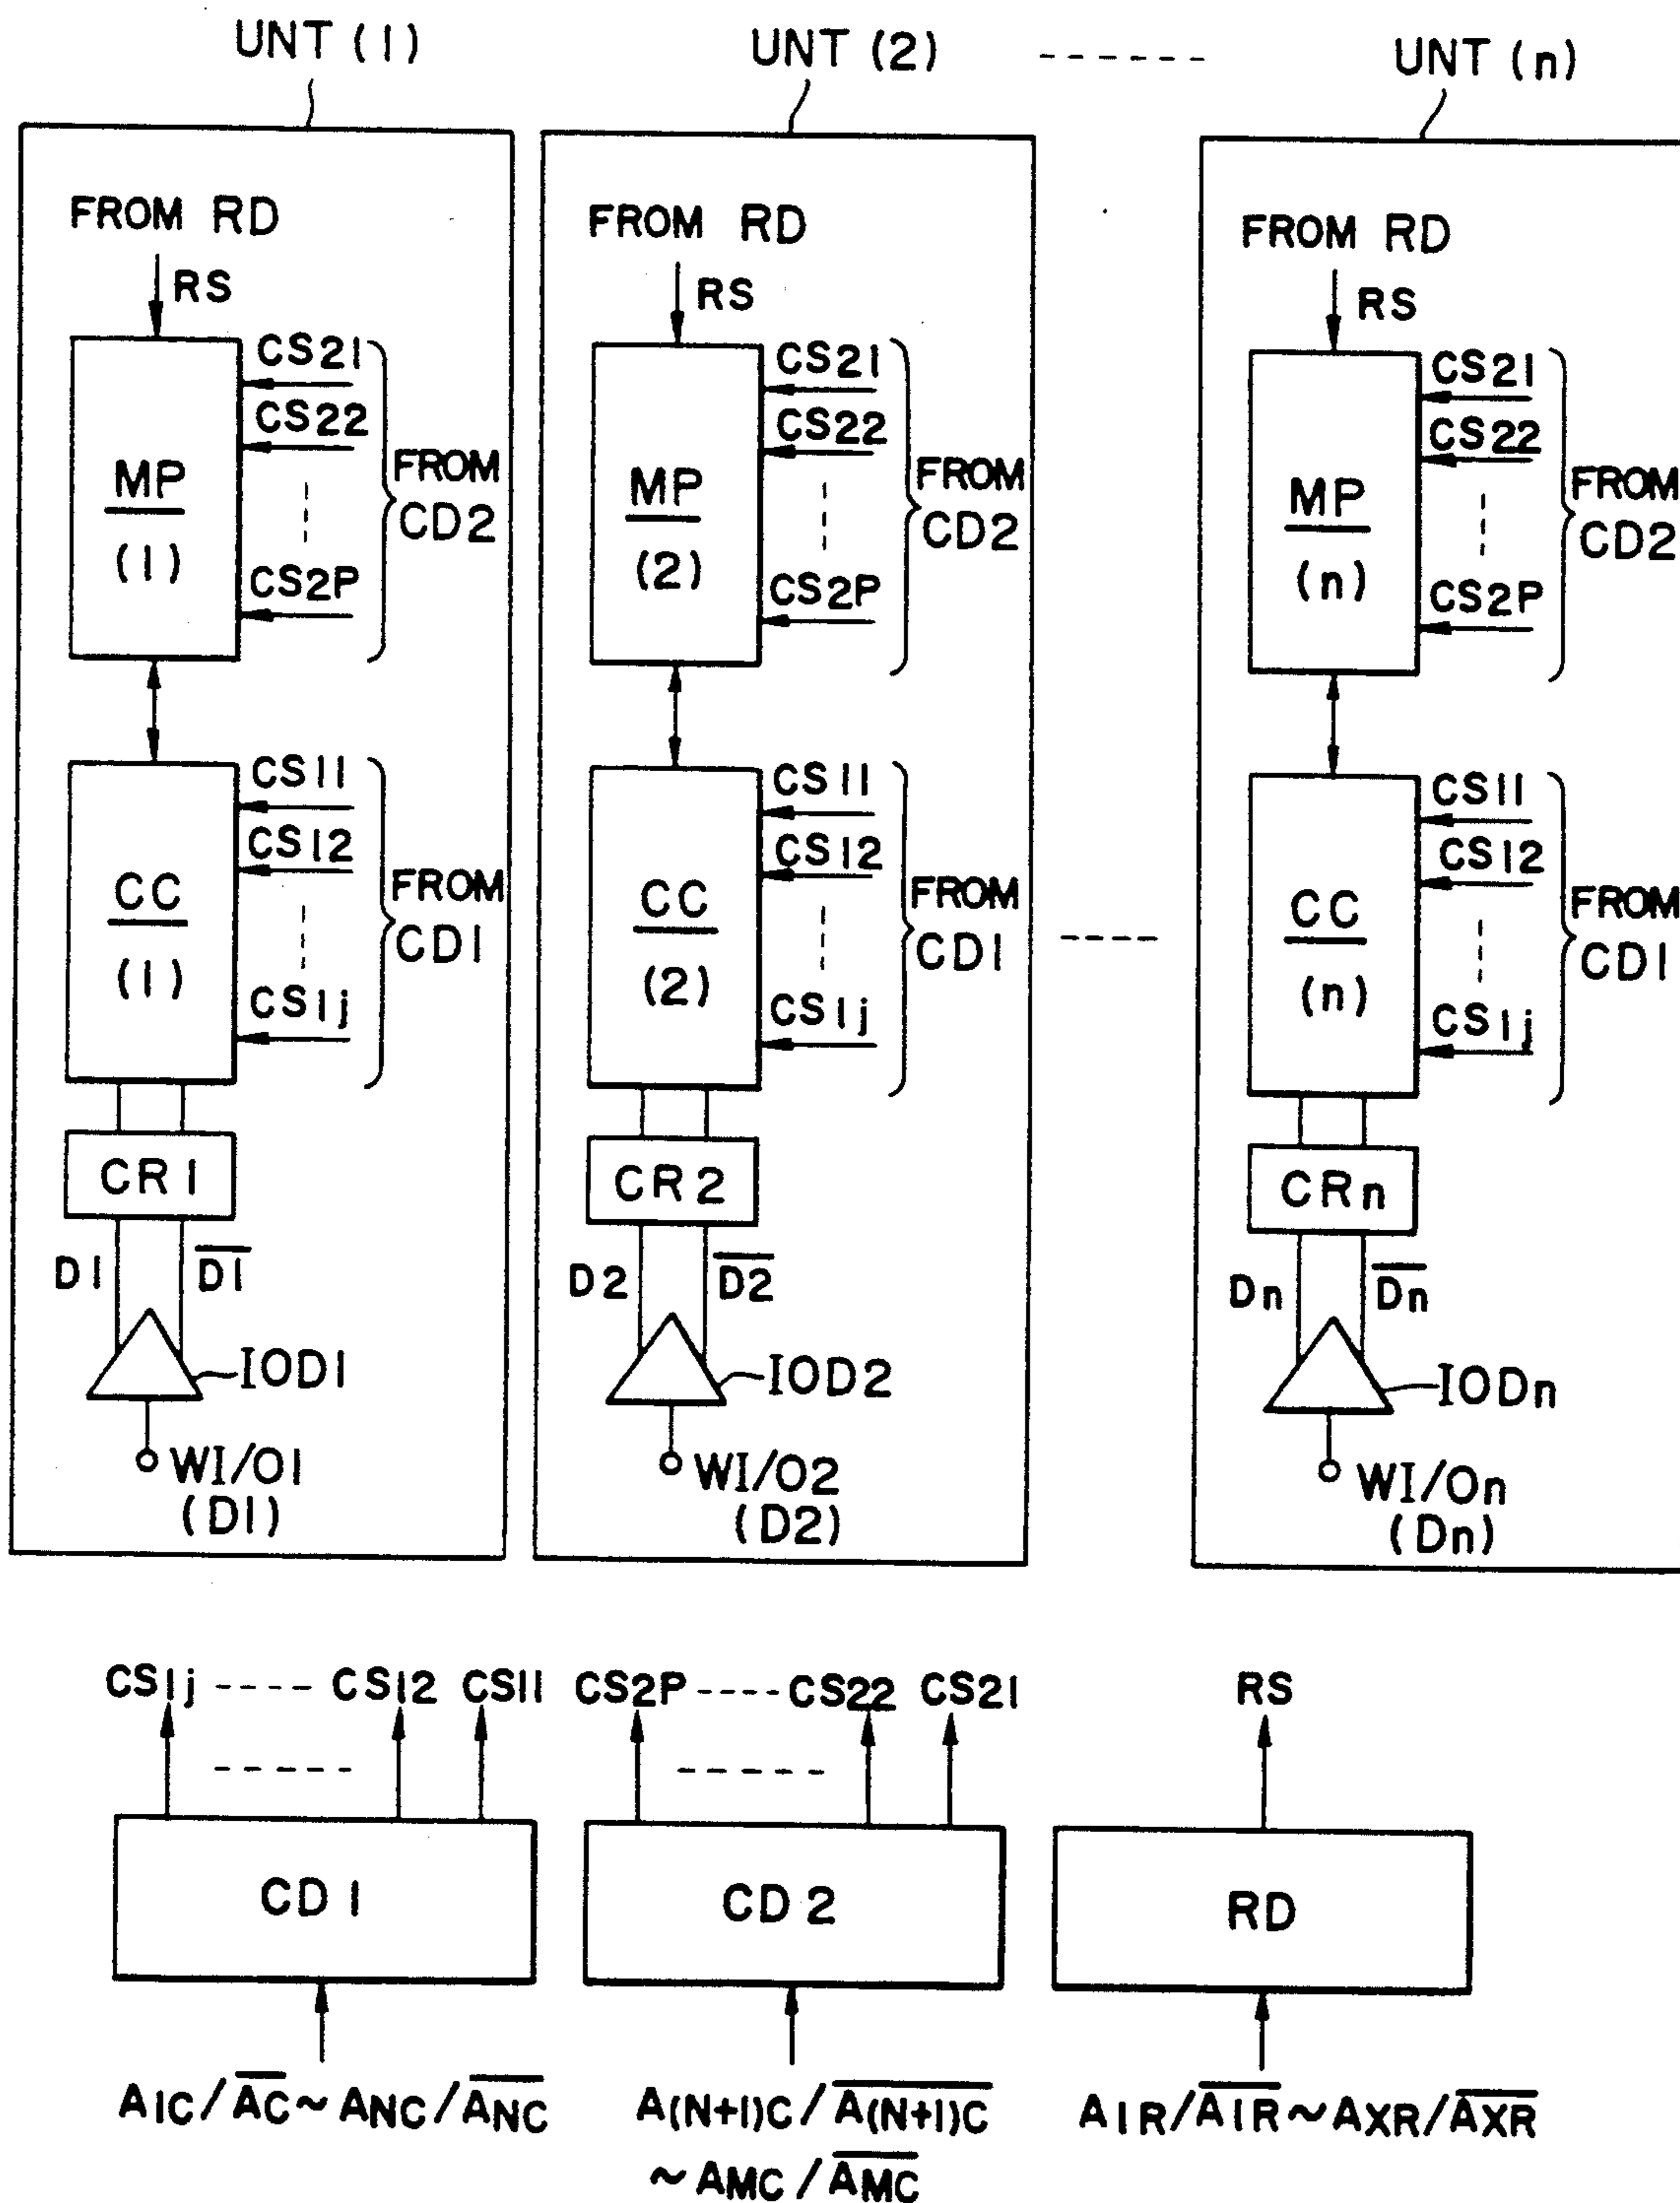 UNT (1)
UNT (2)
UNT (n)
FROM RD
RS
CS21
CS22
MP
(1)
CS2P
FROM
CD2
CS11
CS12
CC
(1)
CS1j
FROM
CD1
CR1
D1
D1
IOD1
WI/O1
(D1)
FROM RD
RS
CS21
CS22
MP
(2)
CS2P
FROM
CD2
CS11
CS12
CC
(2)
CS1j
FROM
CD1
CR2
D2
D2
IOD2
WI/O2
(D2)
FROM RD
RS
CS21
CS22
MP
(n)
CS2P
FROM
CD2
CS11
CS12
CC
(n)
CS1j
FROM
CD1
CRn
Dn
Dn
IODn
WI/On
(Dn)
CS1j ----- CS12 CS11
CD1
A1C/AC~ANC/ANC
CS2P ---- CS22 CS21
CD2
A(N+1)C/A(N+1)C
~AMC/AMC
RS
RD
A1R/A1R~AXR/AXR